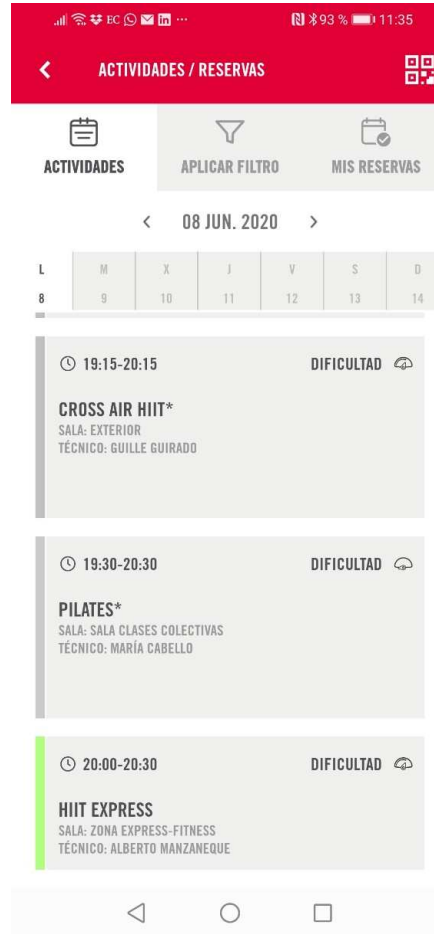 EC in ... N 93 % 11:35
ACTIVIDADES / RESERVAS
ACTIVIDADES APLICAR FILTRO MIS RESERVAS
< 08 JUN. 2020 >
L M X J V S D
8 9 10 11 12 13 14
19:15-20:15 DIFICULTAD
CROSS AIR HIIT*
SALA: EXTERIOR
TÉCNICO: GUILLE GUIRADO
19:30-20:30 DIFICULTAD
PILATES*
SALA: SALA CLASES COLECTIVAS
TÉCNICO: MARÍA CABELLO
20:00-20:30 DIFICULTAD
HIIT EXPRESS
SALA: ZONA EXPRESS-FITNESS
TÉCNICO: ALBERTO MANZANEQUE